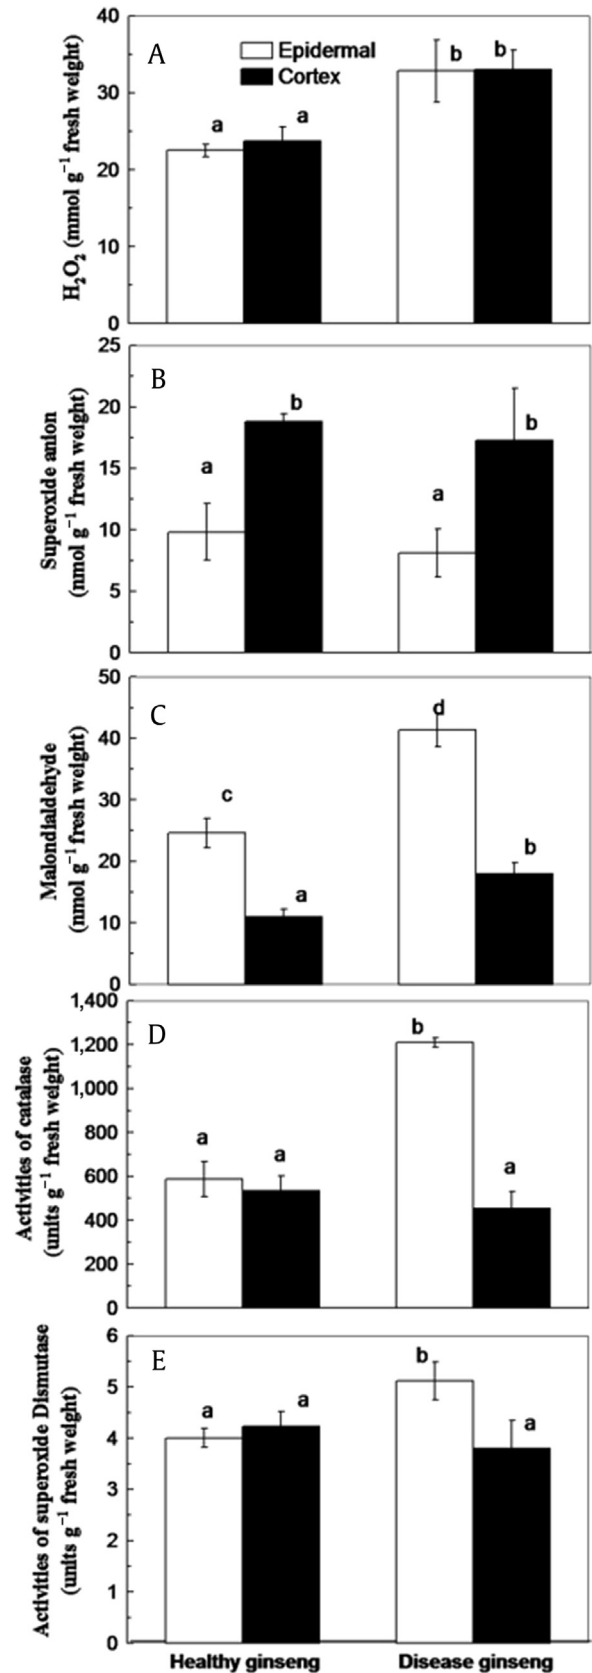 40
A
Epidermal
Cortex
b
b
30
a
a
20
10
0
H₂O₂ (mmol g⁻¹ fresh weight)
25
B
20
b
b
15
a
a
10
5
0
Superoxide anion
(nmol g⁻¹ fresh weight)
50
C
d
40
30
c
b
20
a
10
0
Malondialdehyde
(nmol g⁻¹ fresh weight)
1,400
D
b
1,200
1,000
800
a
a
a
600
400
200
0
Activities of catalase
(units g⁻¹ fresh weight)
6
E
b
5
a
a
a
4
3
2
1
0
Activities of superoxide Dismutase
(units g⁻¹ fresh weight)
Healthy ginseng
Disease ginseng